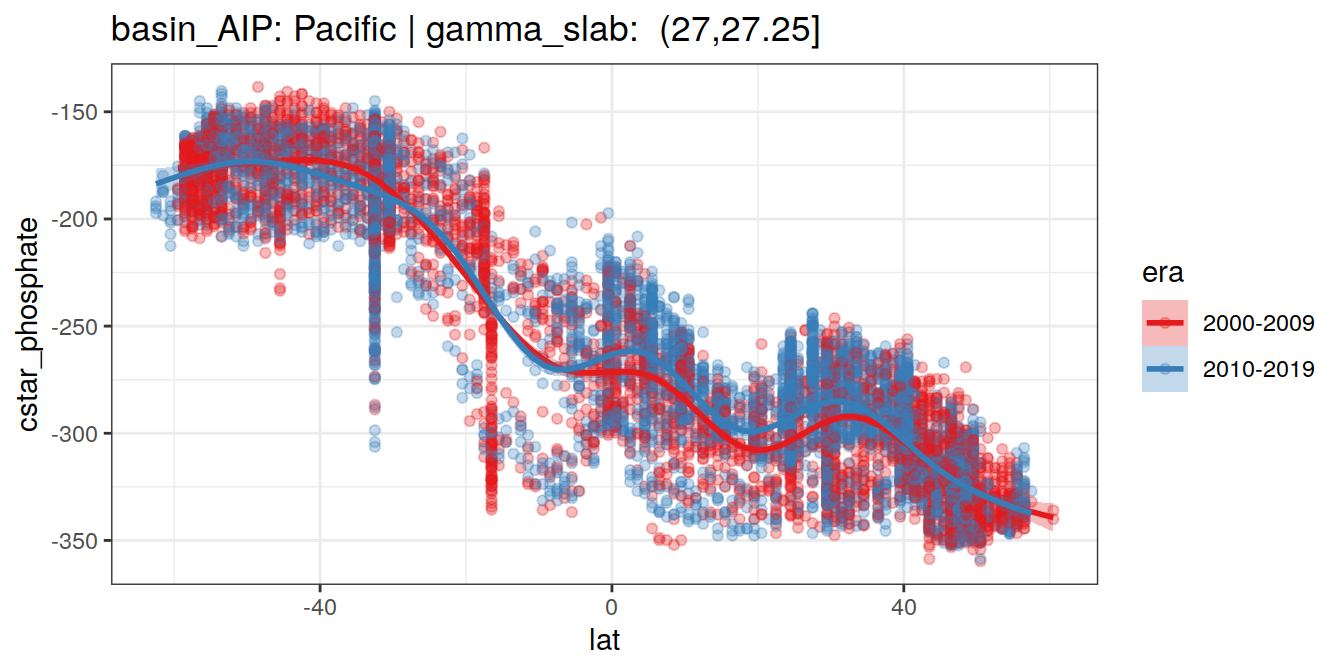 basin_AIP: Pacific | gamma_slab:  (27,27.25]
-150
-200
-250
-300
-350
cstar_phosphate
-40
0
40
lat
era
2000-2009
2010-2019